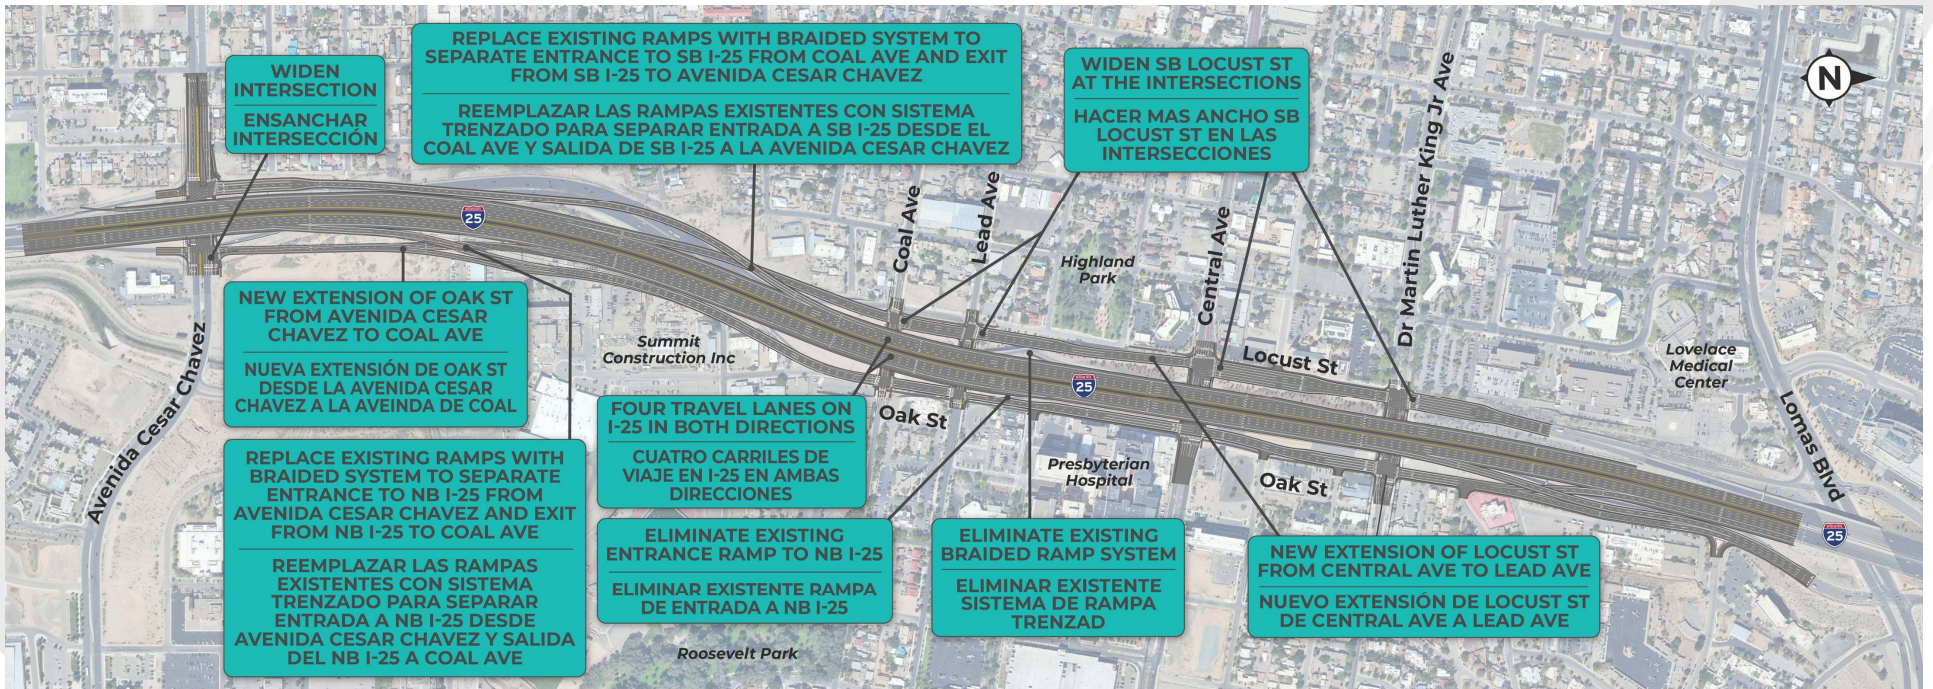 WIDEN
INTERSECTION
ENSANCHAR
INTERSECCIÓN
REPLACE EXISTING RAMPS WITH BRAIDED SYSTEM TO
SEPARATE ENTRANCE TO SB I-25 FROM COAL AVE AND EXIT
FROM SB I-25 TO AVENIDA CESAR CHAVEZ
REEMPLAZAR LAS RAMPAS EXISTENTES CON SISTEMA
TRENZADO PARA SEPARAR ENTRADA A SB I-25 DESDE EL
COAL AVE Y SALIDA DE SB I-25 A LA AVENIDA CESAR CHAVEZ
WIDEN SB LOCUST ST
AT THE INTERSECTIONS
HACER MAS ANCHO SB
LOCUST ST EN LAS
INTERSECCIONES
N
25
Coal Ave
Lead Ave
Highland
Park
Central Ave
Dr Martin Luther King Jr Ave
NEW EXTENSION OF OAK ST
FROM AVENIDA CESAR
CHAVEZ TO COAL AVE
NUEVA EXTENSIÓN DE OAK ST
DESDE LA AVENIDA CESAR
CHAVEZ A LA AVEINDA DE COAL
Avenida Cesar Chavez
Summit
Construction Inc
Locust St
25
Lovelace
Medical
Center
Lomas Blvd
FOUR TRAVEL LANES ON
I-25 IN BOTH DIRECTIONS
CUATRO CARRILES DE
VIAJE EN I-25 EN AMBAS
DIRECCIONES
Oak St
Presbyterian
Hospital
Oak St
REPLACE EXISTING RAMPS WITH
BRAIDED SYSTEM TO SEPARATE
ENTRANCE TO NB I-25 FROM
AVENIDA CESAR CHAVEZ AND EXIT
FROM NB I-25 TO COAL AVE
REEMPLAZAR LAS RAMPAS
EXISTENTES CON SISTEMA
TRENZADO PARA SEPARAR
ENTRADA A NB I-25 DESDE
AVENIDA CESAR CHAVEZ Y SALIDA
DEL NB I-25 A COAL AVE
ELIMINATE EXISTING
ENTRANCE RAMP TO NB I-25
ELIMINAR EXISTENTE RAMPA
DE ENTRADA A NB I-25
ELIMINATE EXISTING
BRAIDED RAMP SYSTEM
ELIMINAR EXISTENTE
SISTEMA DE RAMPA
TRENZAD
NEW EXTENSION OF LOCUST ST
FROM CENTRAL AVE TO LEAD AVE
NUEVO EXTENSIÓN DE LOCUST ST
DE CENTRAL AVE A LEAD AVE
25
Roosevelt Park